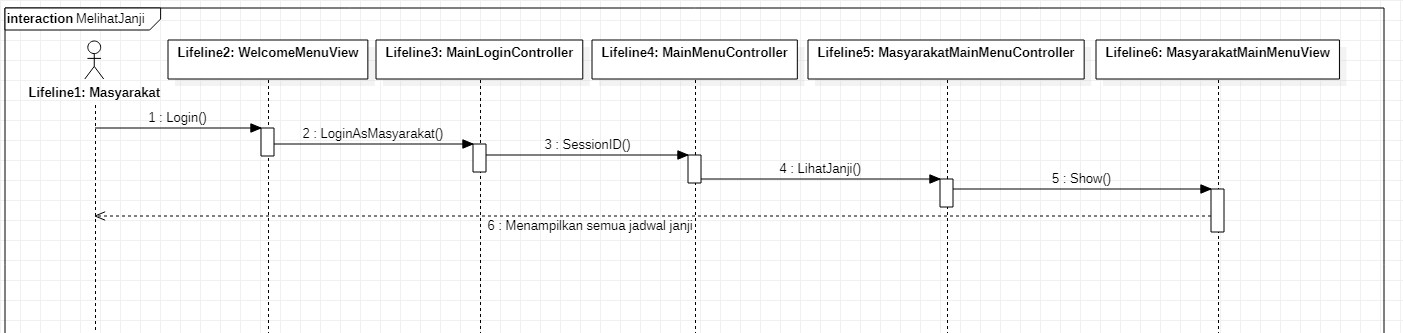 interaction MelihatJanji
Lifeline1: Masyarakat
Lifeline2: WelcomeMenuView
Lifeline3: MainLoginController
Lifeline4: MainMenuController
Lifeline5: MasyarakatMainMenuController
Lifeline6: MasyarakatMainMenuView
1 : Login()
2 : LoginAsMasyarakat()
3 : SessionID()
4 : LihatJanji()
5 : Show()
6 : Menampilkan semua jadwal janji